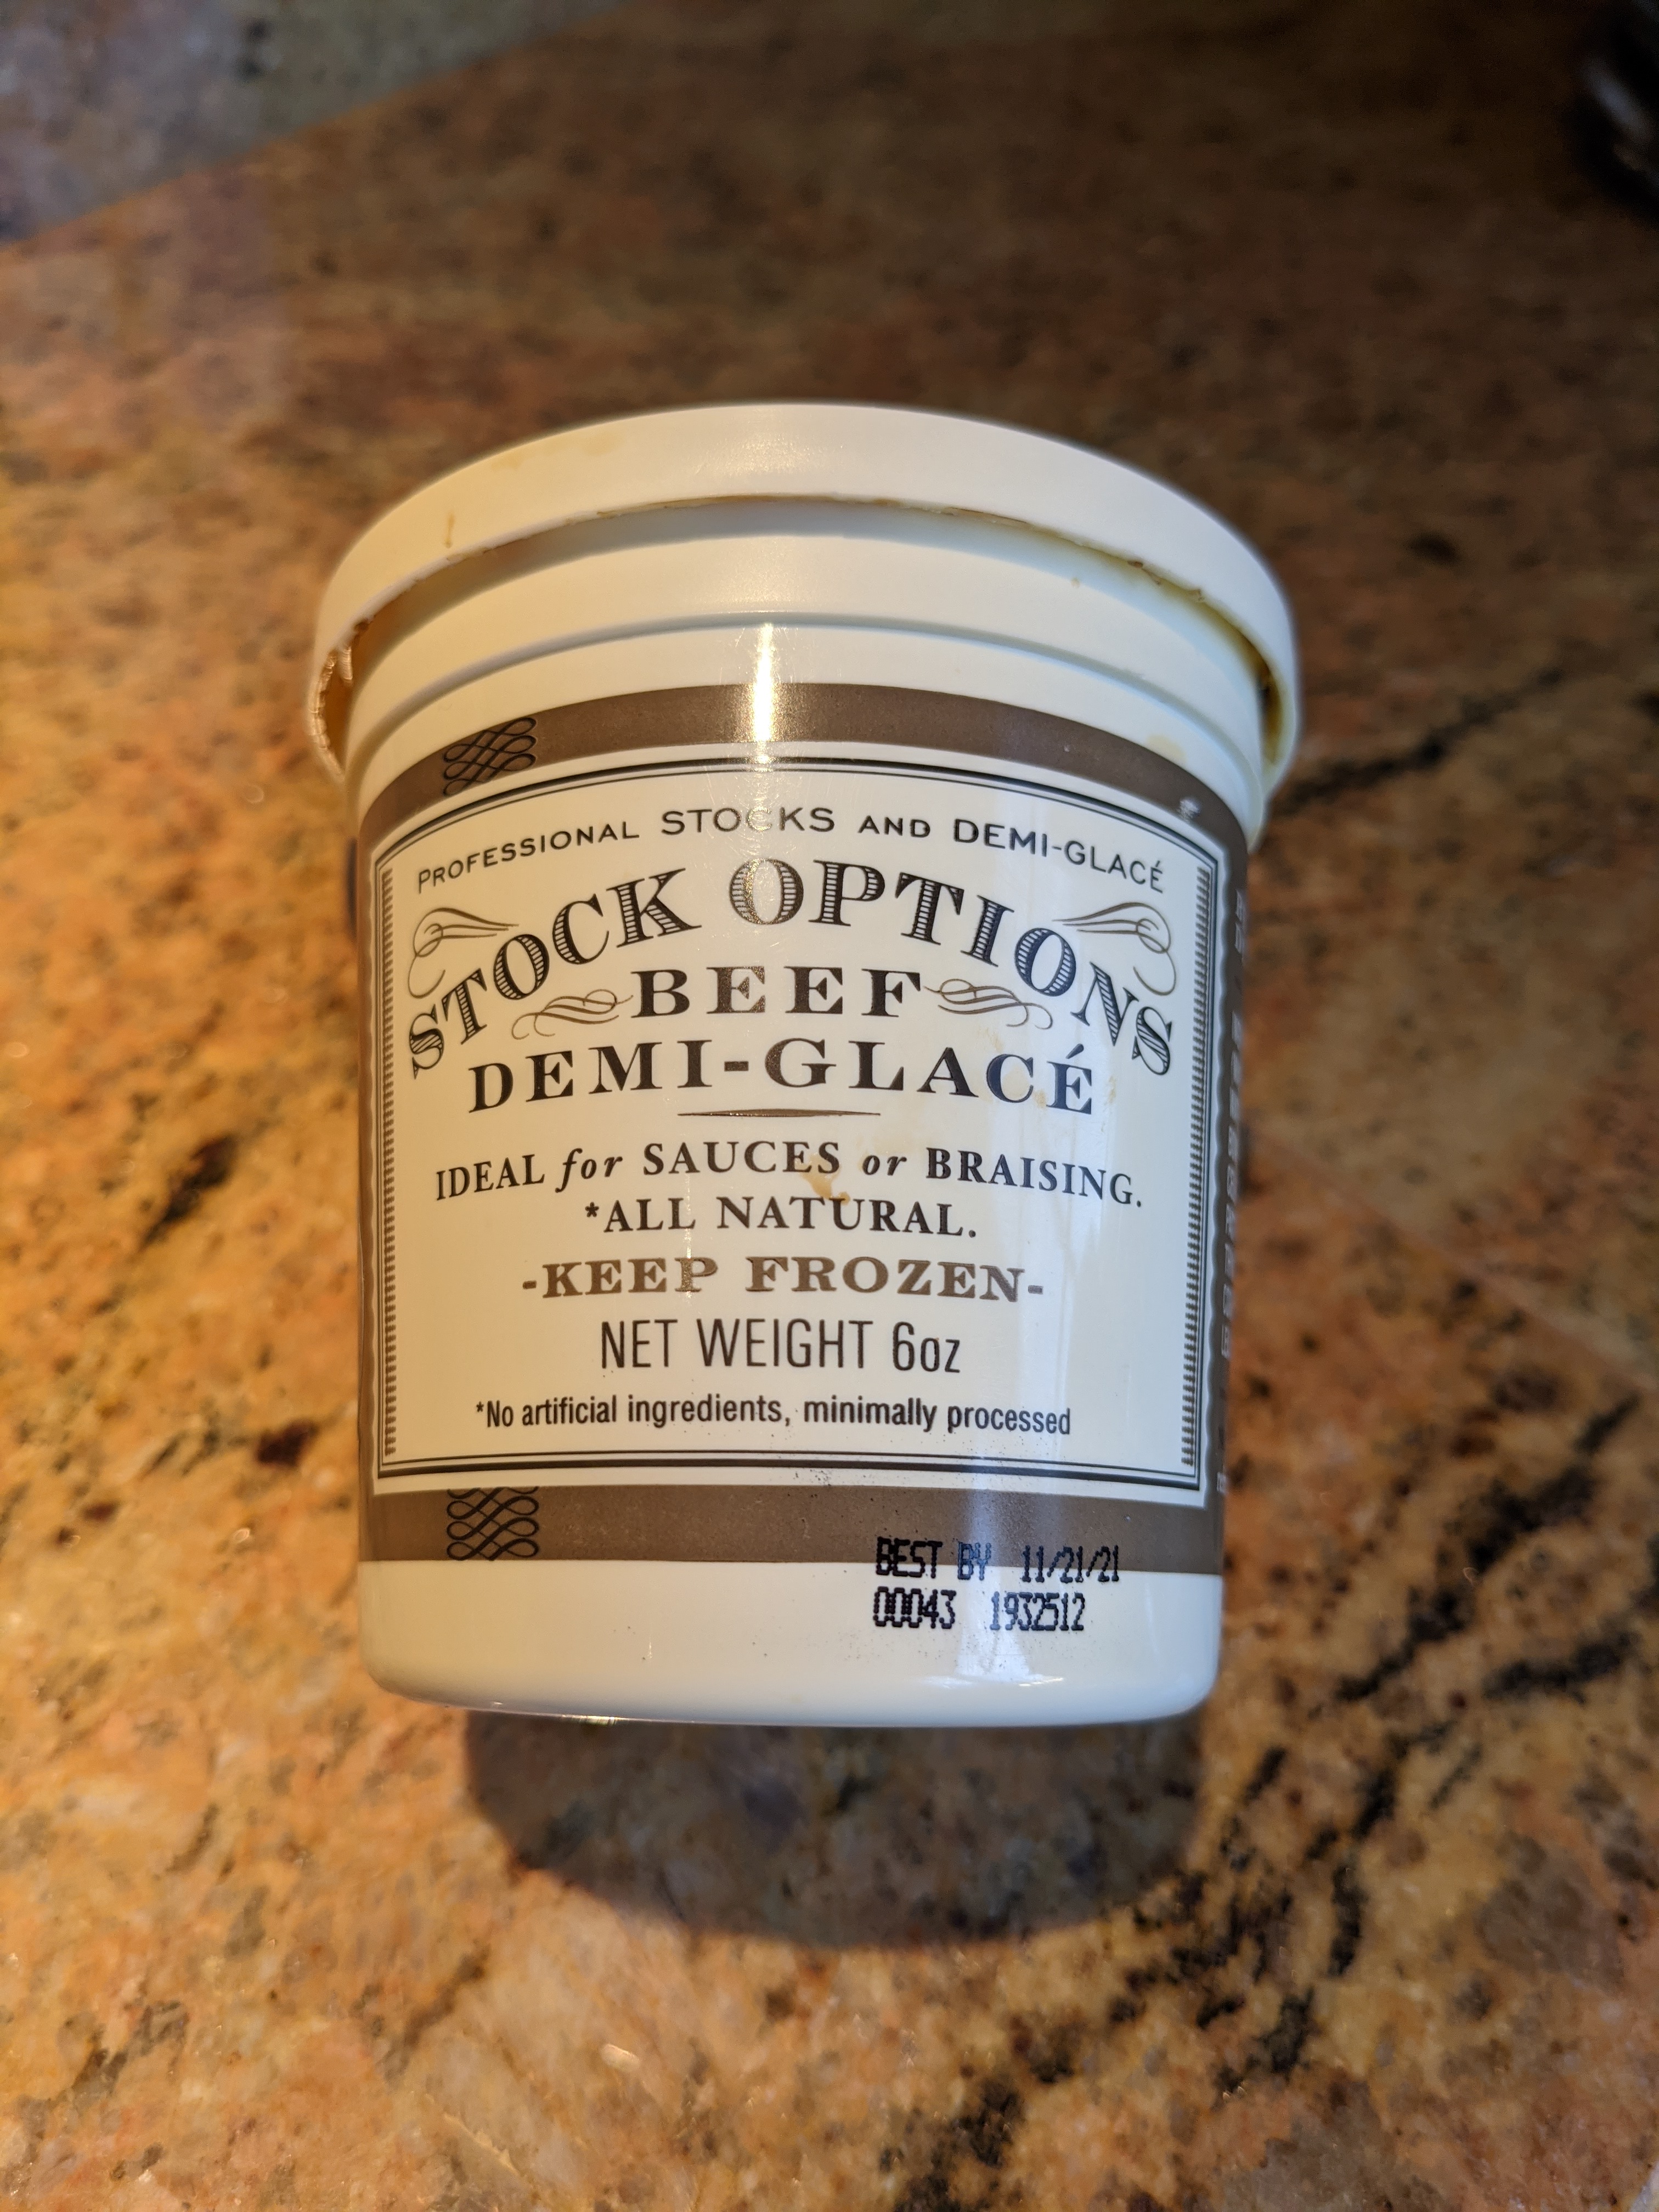 PROFESSIONAL STOCKS AND DEMI-GLACÉ
STOCK OPTIONS
BEEF
DEMI-GLACÉ
IDEAL for SAUCES or BRAISING.
*ALL NATURAL.
-KEEP FROZEN-
NET WEIGHT 6oz
*No artificial ingredients, minimally processed
BEST BY 11/21/21
00043 1932512